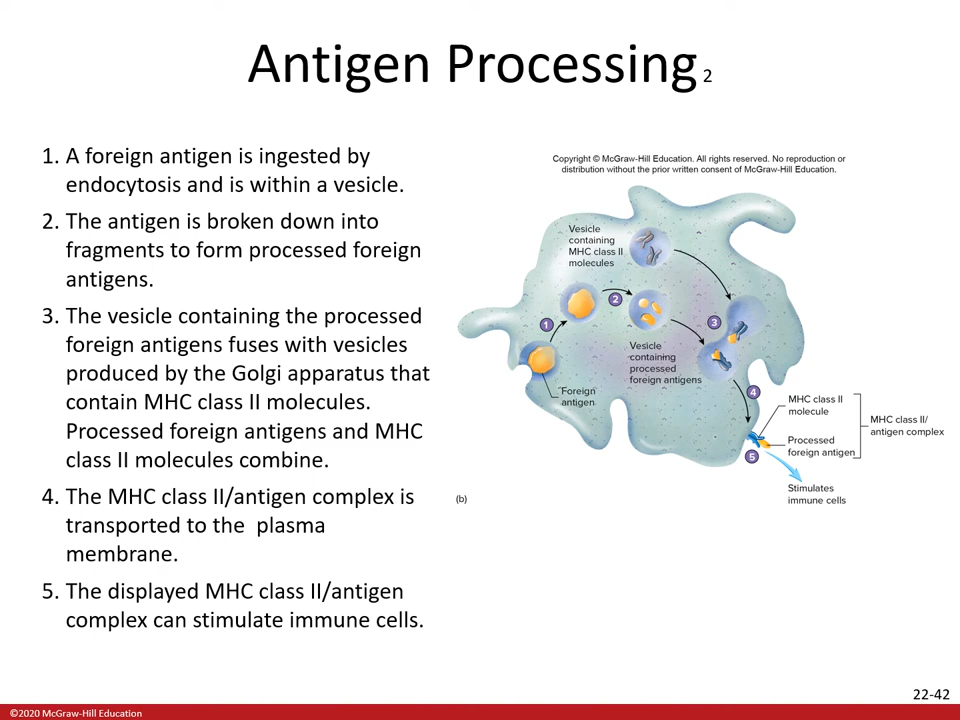 Antigen Processing 2
1. A foreign antigen is ingested by
endocytosis and is within a vesicle.
2. The antigen is broken down into
fragments to form processed foreign
antigens.
3. The vesicle containing the processed
foreign antigens fuses with vesicles
produced by the Golgi apparatus that
contain MHC class II molecules.
Processed foreign antigens and MHC
class II molecules combine.
4. The MHC class II/antigen complex is
transported to the  plasma
membrane.
5. The displayed MHC class II/antigen
complex can stimulate immune cells.
Copyright © McGraw-Hill Education. All rights reserved. No reproduction or
distribution without the prior written consent of McGraw-Hill Education.
Vesicle
containing
MHC class II
molecules
1
2
3
Vesicle
containing
processed
foreign antigens
Foreign
antigen
4
MHC class II
molecule
Processed
foreign antigen
MHC class II/
antigen complex
5
Stimulates
immune cells
(b)
22-42
©2020 McGraw-Hill Education